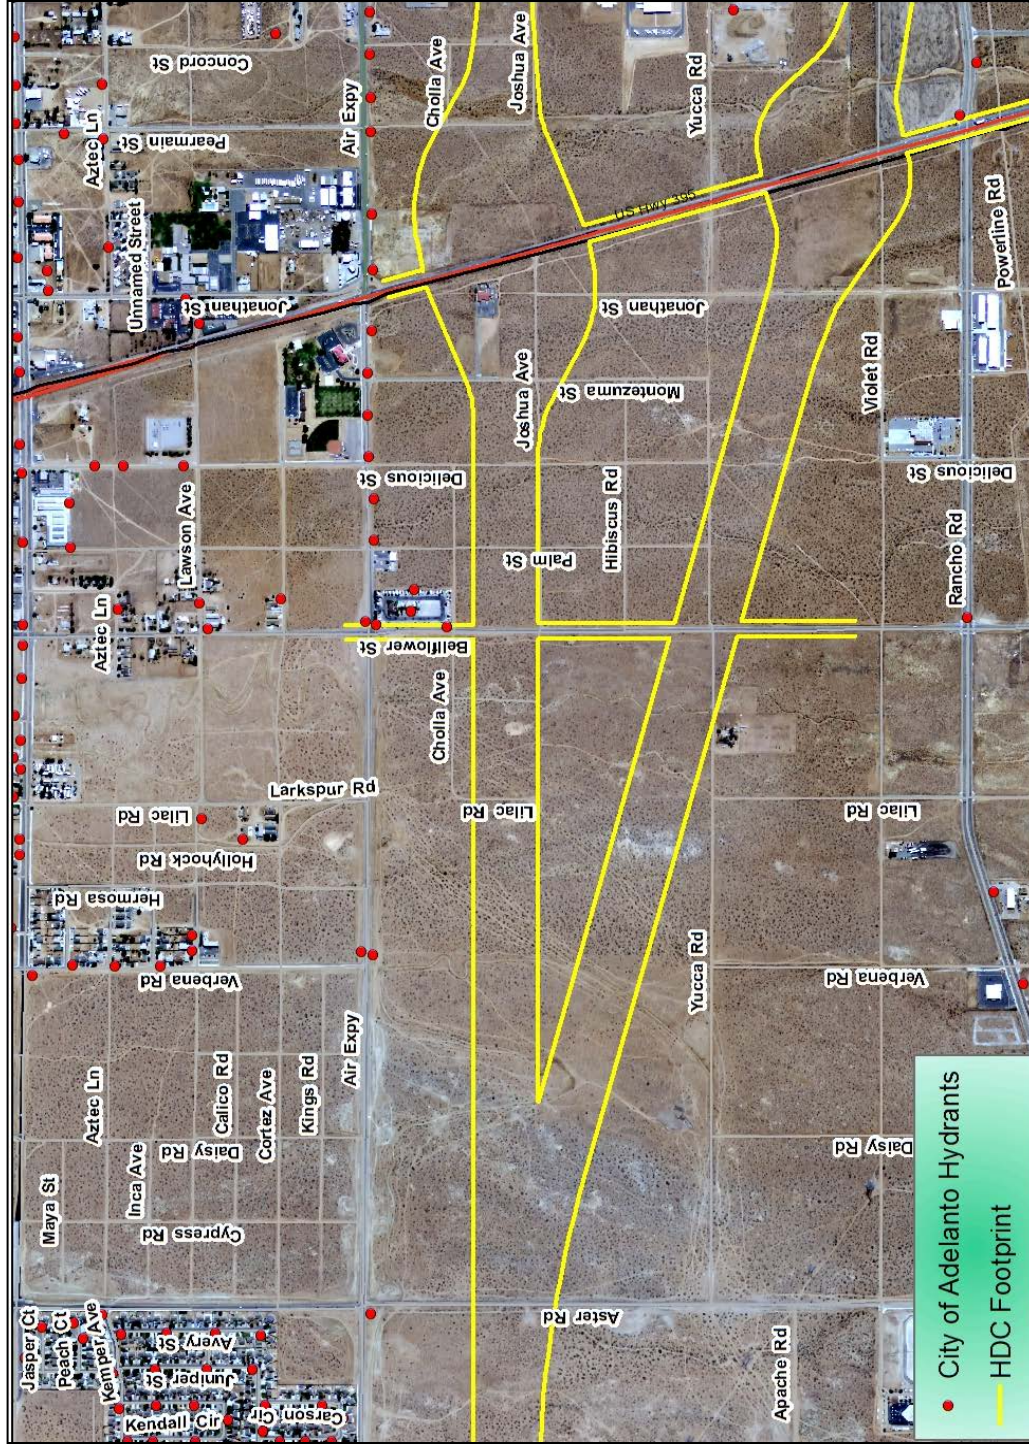 Jasper Ct
Peach Ct
Maya St
Kemper Ave
Aztec Ln
Aztec Ln
Aztec Ln
Inca Ave
Unnamed Street
Hermosa Rd
Hollyhock Rd
Lilac Rd
Verbena Rd
Pearmain St
Concord St
Kendall Cir
Juniper St
Avery St
Cypress Rd
Daisy Rd
Lawson Ave
Calico Rd
Jonathan St
Cortez Ave
Cir
Carson
Kings Rd
Larkspur Rd
Air Expy
Air Expy
Bellflower St
Delicious St
Cholla Ave
Cholla Ave
Lilac Rd
Joshua Ave
Joshua Ave
Palm St
Aster Rd
Hibiscus Rd
Montezuma St
US HWY 395
Jonathan St
Yucca Rd
Yucca Rd
Apache Rd
Violet Rd
Daisy Rd
Verbena Rd
Lilac Rd
Delicious St
Rancho Rd
Powerline Rd
City of Adelanto Hydrants
HDC Footprint